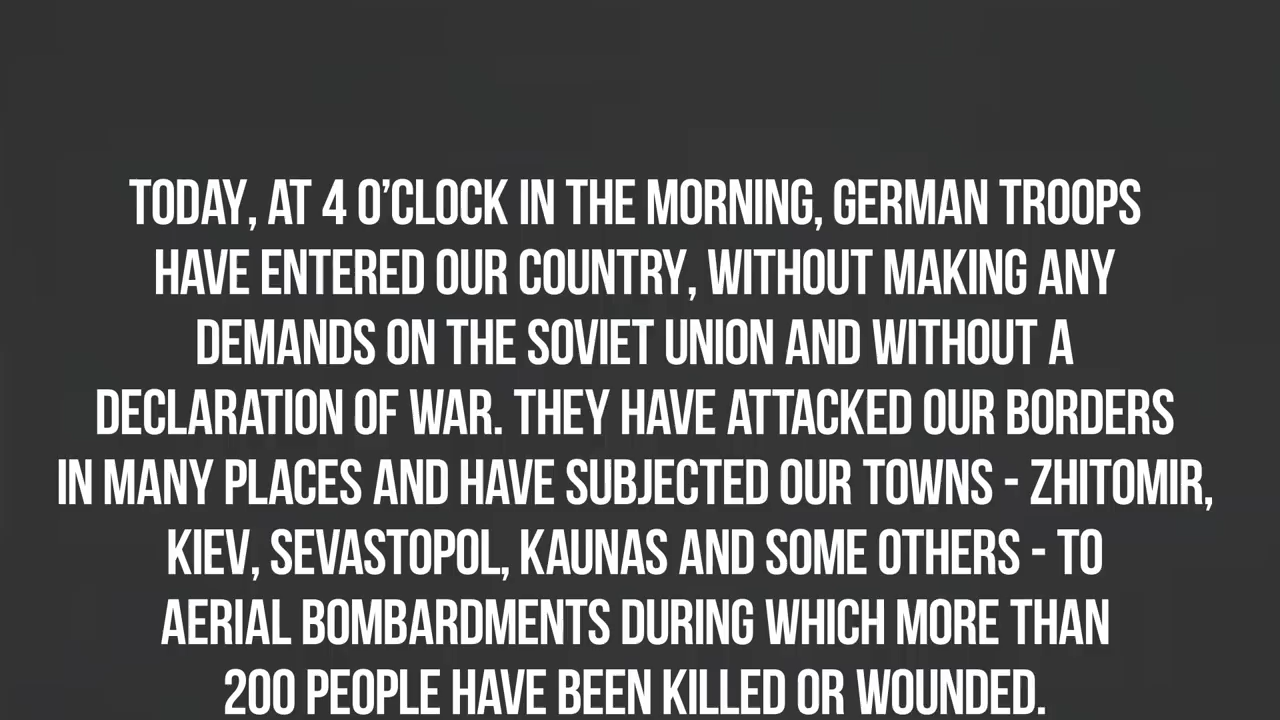 TODAY, AT 4 O’CLOCK IN THE MORNING, GERMAN TROOPS
HAVE ENTERED OUR COUNTRY, WITHOUT MAKING ANY
DEMANDS ON THE SOVIET UNION AND WITHOUT A
DECLARATION OF WAR. THEY HAVE ATTACKED OUR BORDERS
IN MANY PLACES AND HAVE SUBJECTED OUR TOWNS - ZHITOMIR,
KIEV, SEVASTOPOL, KAUNAS AND SOME OTHERS - TO
AERIAL BOMBARDMENTS DURING WHICH MORE THAN
200 PEOPLE HAVE BEEN KILLED OR WOUNDED.